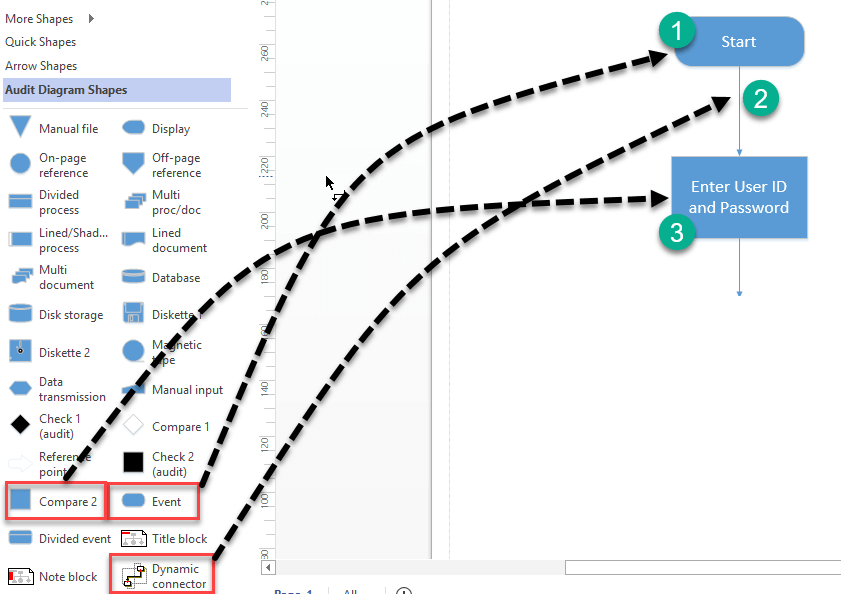 More Shapes
Quick Shapes
Arrow Shapes
Audit Diagram Shapes
Manual file
Display
On-page
reference
Off-page
reference
Divided
process
Multi
proc/doc
Lined/Shad...
process
Lined
document
Multi
document
Database
Disk storage
Diskette 1
Diskette 2
Magnetic
tape
Data
transmission
Manual input
Check 1
(audit)
Compare 1
Reference
point
Check 2
(audit)
Compare 2
Event
Divided event
Title block
Note block
Dynamic
connector
260
240
220
200
180
160
140
120
100
80
1
Start
2
Enter User ID
and Password
3
Page-1
All